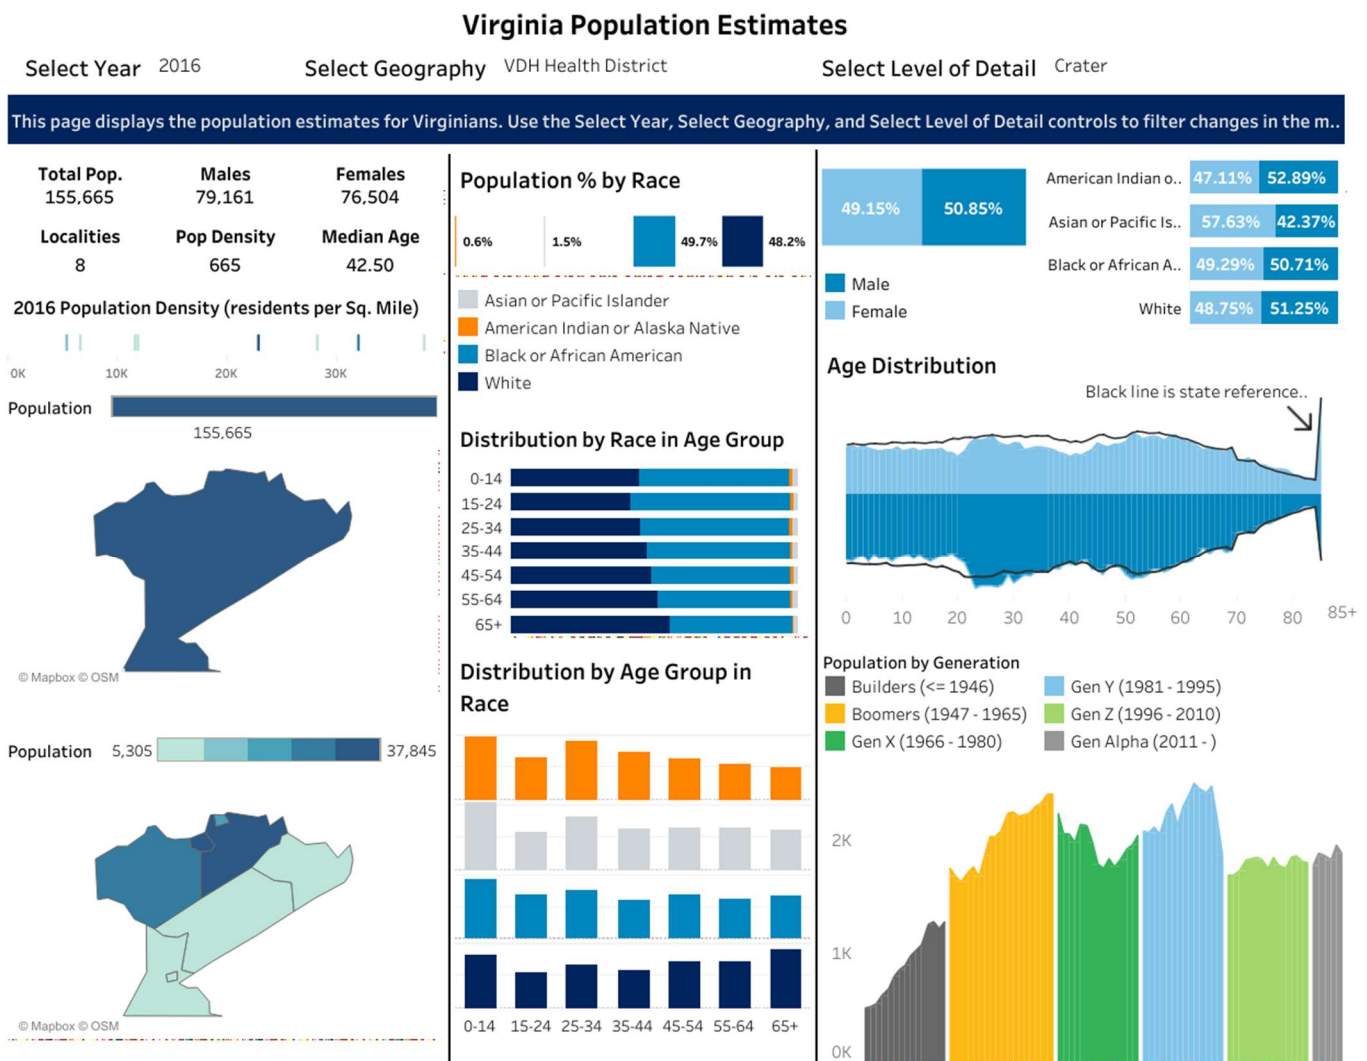 Virginia Population Estimates
Select Year 2016 Select Geography VDH Health District Select Level of Detail Crater
This page displays the population estimates for Virginians. Use the Select Year, Select Geography, and Select Level of Detail controls to filter changes in the m..
Total Pop. Males Females
155,665 79,161 76,504
Localities Pop Density Median Age
8 665 42.50
2016 Population Density (residents per Sq. Mile)
0K 10K 20K 30K
Population
155,665
© Mapbox © OSM
Population 5,305 37,845
© Mapbox © OSM
Population % by Race
0.6% 1.5% 49.7% 48.2%
Asian or Pacific Islander
American Indian or Alaska Native
Black or African American
White
Distribution by Race in Age Group
0-14
15-24
25-34
35-44
45-54
55-64
65+
Distribution by Age Group in
Race
0-14 15-24 25-34 35-44 45-54 55-64 65+
49.15% 50.85%
Male
Female
American Indian o.. 47.11% 52.89%
Asian or Pacific Is.. 57.63% 42.37%
Black or African A.. 49.29% 50.71%
White 48.75% 51.25%
Age Distribution
Black line is state reference..
0 10 20 30 40 50 60 70 80 85+
Population by Generation
Builders (<= 1946) Gen Y (1981 - 1995)
Boomers (1947 - 1965) Gen Z (1996 - 2010)
Gen X (1966 - 1980) Gen Alpha (2011 - )
2K
1K
0K